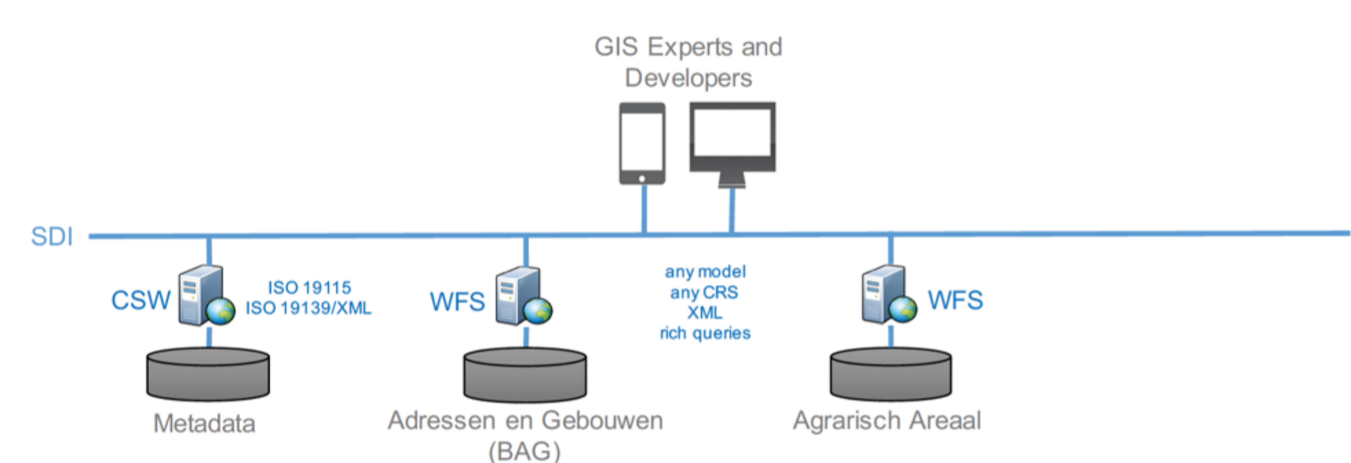 GIS Experts and
Developers
SDI
CSW
ISO 19115
ISO 19139/XML
WFS
any model
any CRS
XML
rich queries
WFS
Metadata
Adressen en Gebouwen
(BAG)
Agrarisch Areaal